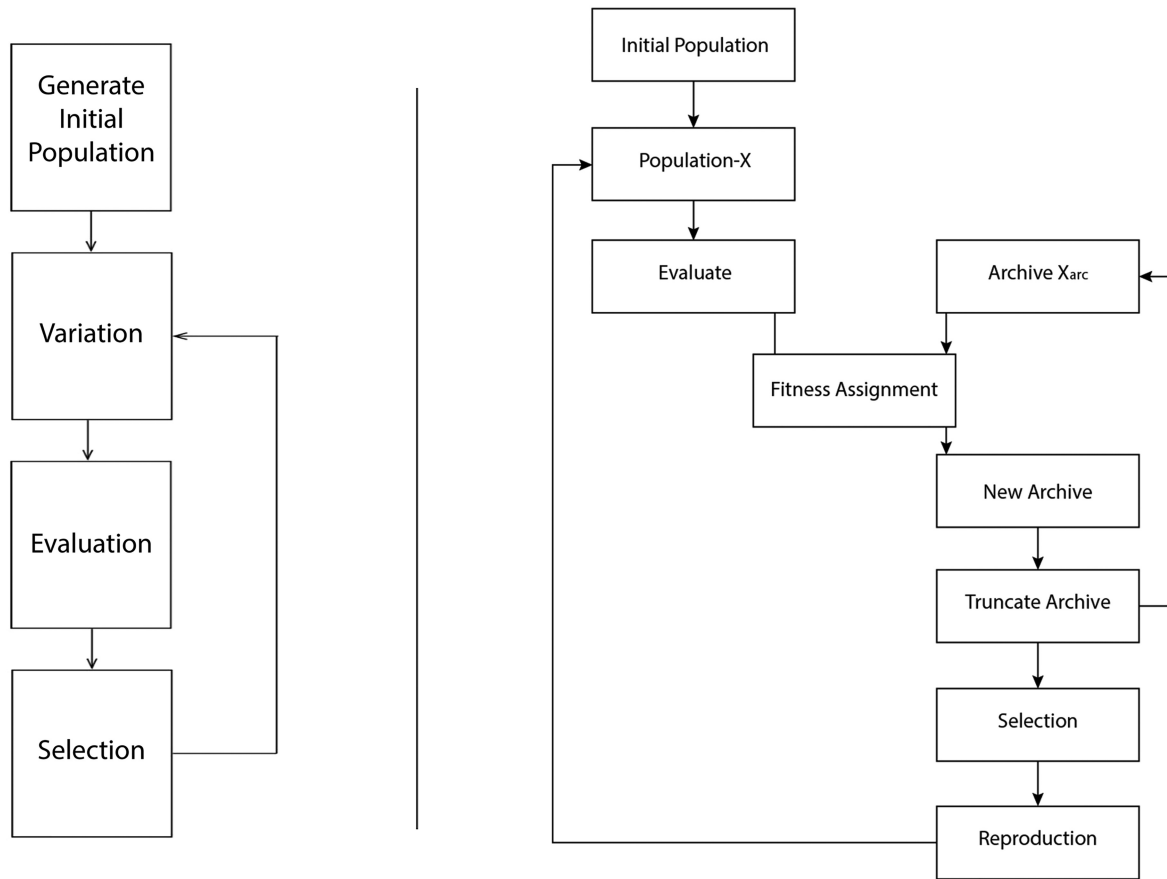 Generate
Initial
Population
Variation
Evaluation
Selection
Initial Population
Population-X
Evaluate
Archive Xarc
Fitness Assignment
New Archive
Truncate Archive
Selection
Reproduction